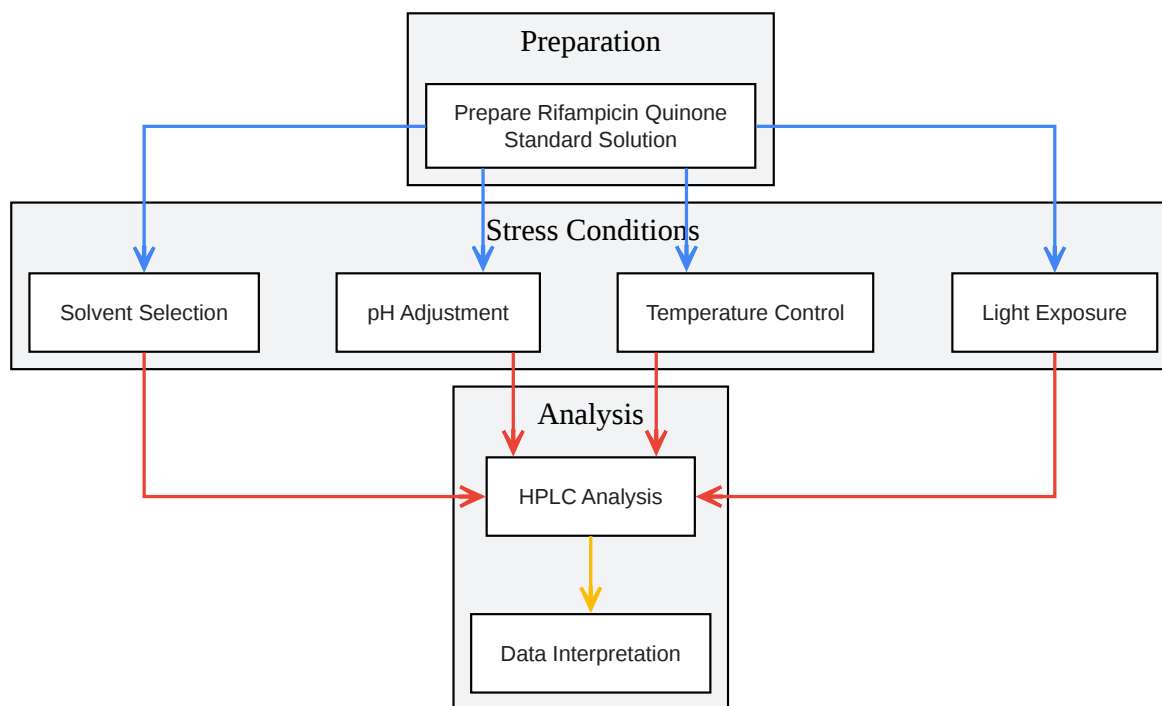 Preparation
Prepare Rifampicin Quinone
Standard Solution
Stress Conditions
Solvent Selection
pH Adjustment
Temperature Control
Light Exposure
Analysis
HPLC Analysis
Data Interpretation